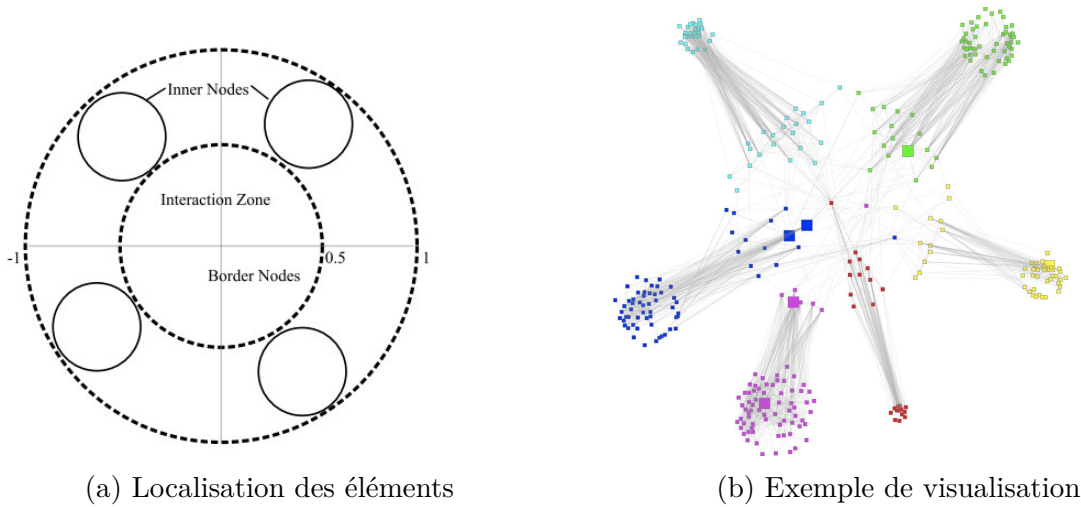 Inner Nodes
Interaction Zone
-1
0.5
1
Border Nodes
(a) Localisation des éléments
(b) Exemple de visualisation